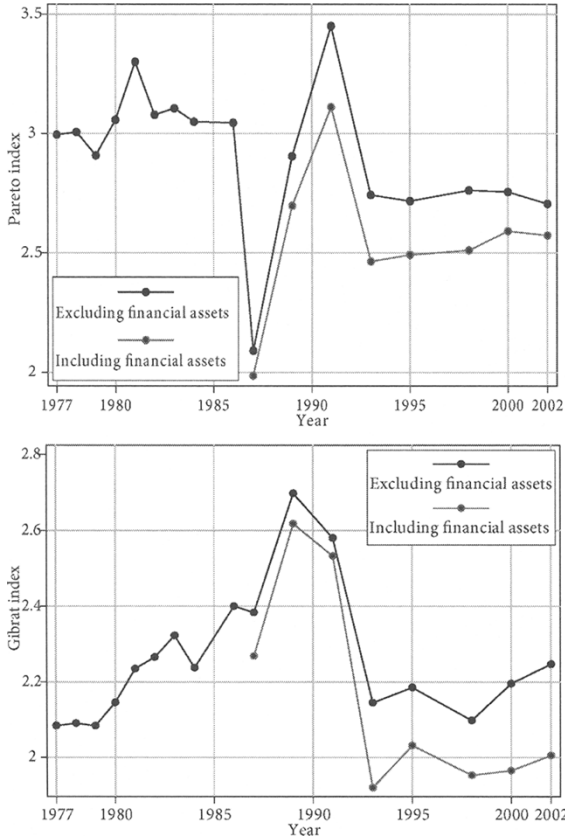 3.5
3
2.5
2
Pareto index
Excluding financial assets
Including financial assets
1977 1980 1985 1990 1995 2000 2002
Year
2.8
2.6
2.4
2.2
2
Gibrat index
Excluding financial assets
Including financial assets
1977 1980 1985 1990 1995 2000 2002
Year